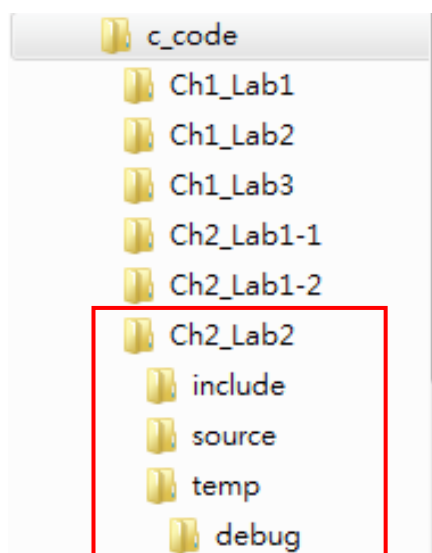 c_code
Ch1_Lab1
Ch1_Lab2
Ch1_Lab3
Ch2_Lab1-1
Ch2_Lab1-2
Ch2_Lab2
include
source
temp
debug